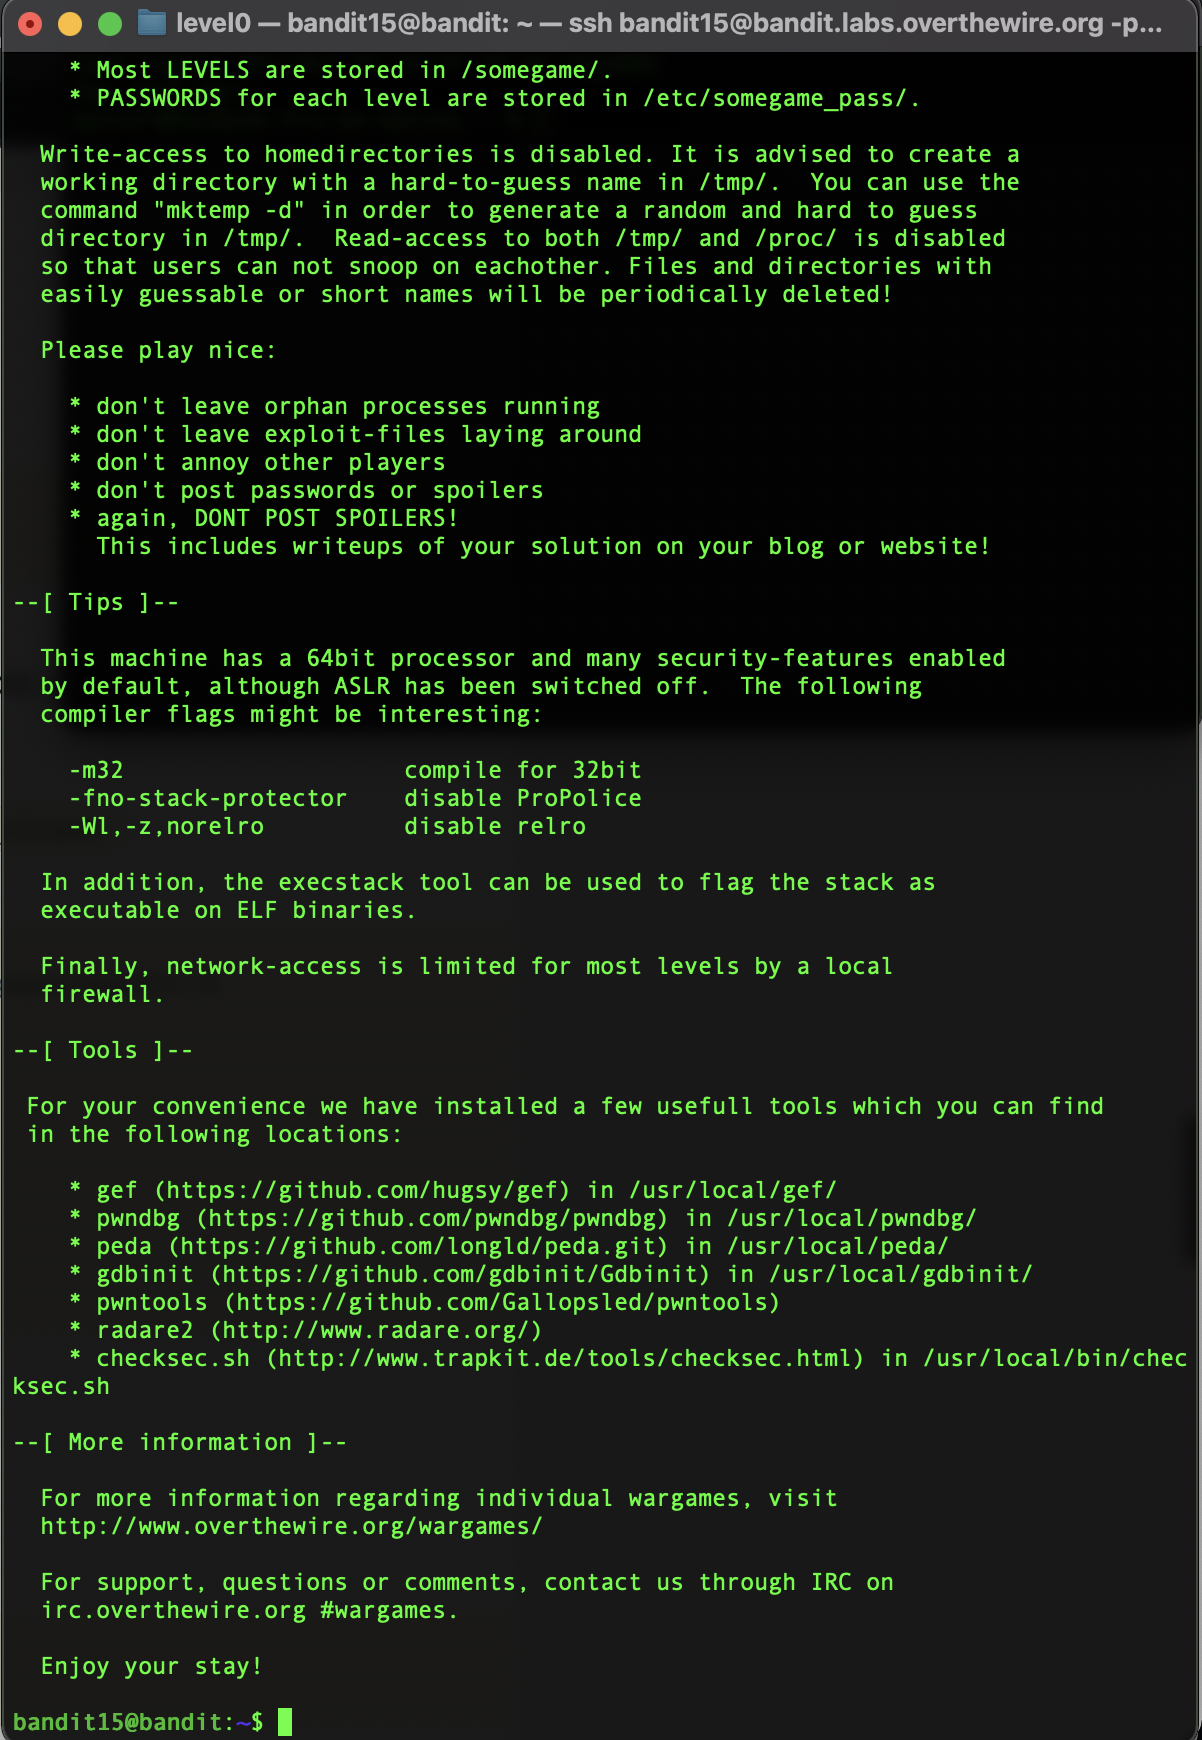 level0 — bandit15@bandit: ~ — ssh bandit15@bandit.labs.overthewire.org -p...
* Most LEVELS are stored in /somegame/.
* PASSWORDS for each level are stored in /etc/somegame_pass/.
Write-access to homedirectories is disabled. It is advised to create a
working directory with a hard-to-guess name in /tmp/.  You can use the
command "mktemp -d" in order to generate a random and hard to guess
directory in /tmp/.  Read-access to both /tmp/ and /proc/ is disabled
so that users can not snoop on eachother. Files and directories with
easily guessable or short names will be periodically deleted!
Please play nice:
* don't leave orphan processes running
* don't leave exploit-files laying around
* don't annoy other players
* don't post passwords or spoilers
* again, DONT POST SPOILERS!
This includes writeups of your solution on your blog or website!
--[ Tips ]--
This machine has a 64bit processor and many security-features enabled
by default, although ASLR has been switched off.  The following
compiler flags might be interesting:
-m32                    compile for 32bit
-fno-stack-protector    disable ProPolice
-Wl,-z,norelro          disable relro
In addition, the execstack tool can be used to flag the stack as
executable on ELF binaries.
Finally, network-access is limited for most levels by a local
firewall.
--[ Tools ]--
For your convenience we have installed a few usefull tools which you can find
in the following locations:
* gef (https://github.com/hugsy/gef) in /usr/local/gef/
* pwndbg (https://github.com/pwndbg/pwndbg) in /usr/local/pwndbg/
* peda (https://github.com/longld/peda.git) in /usr/local/peda/
* gdbinit (https://github.com/gdbinit/Gdbinit) in /usr/local/gdbinit/
* pwntools (https://github.com/Gallopsled/pwntools)
* radare2 (http://www.radare.org/)
* checksec.sh (http://www.trapkit.de/tools/checksec.html) in /usr/local/bin/chec
ksec.sh
--[ More information ]--
For more information regarding individual wargames, visit
http://www.overthewire.org/wargames/
For support, questions or comments, contact us through IRC on
irc.overthewire.org #wargames.
Enjoy your stay!
bandit15@bandit:~$